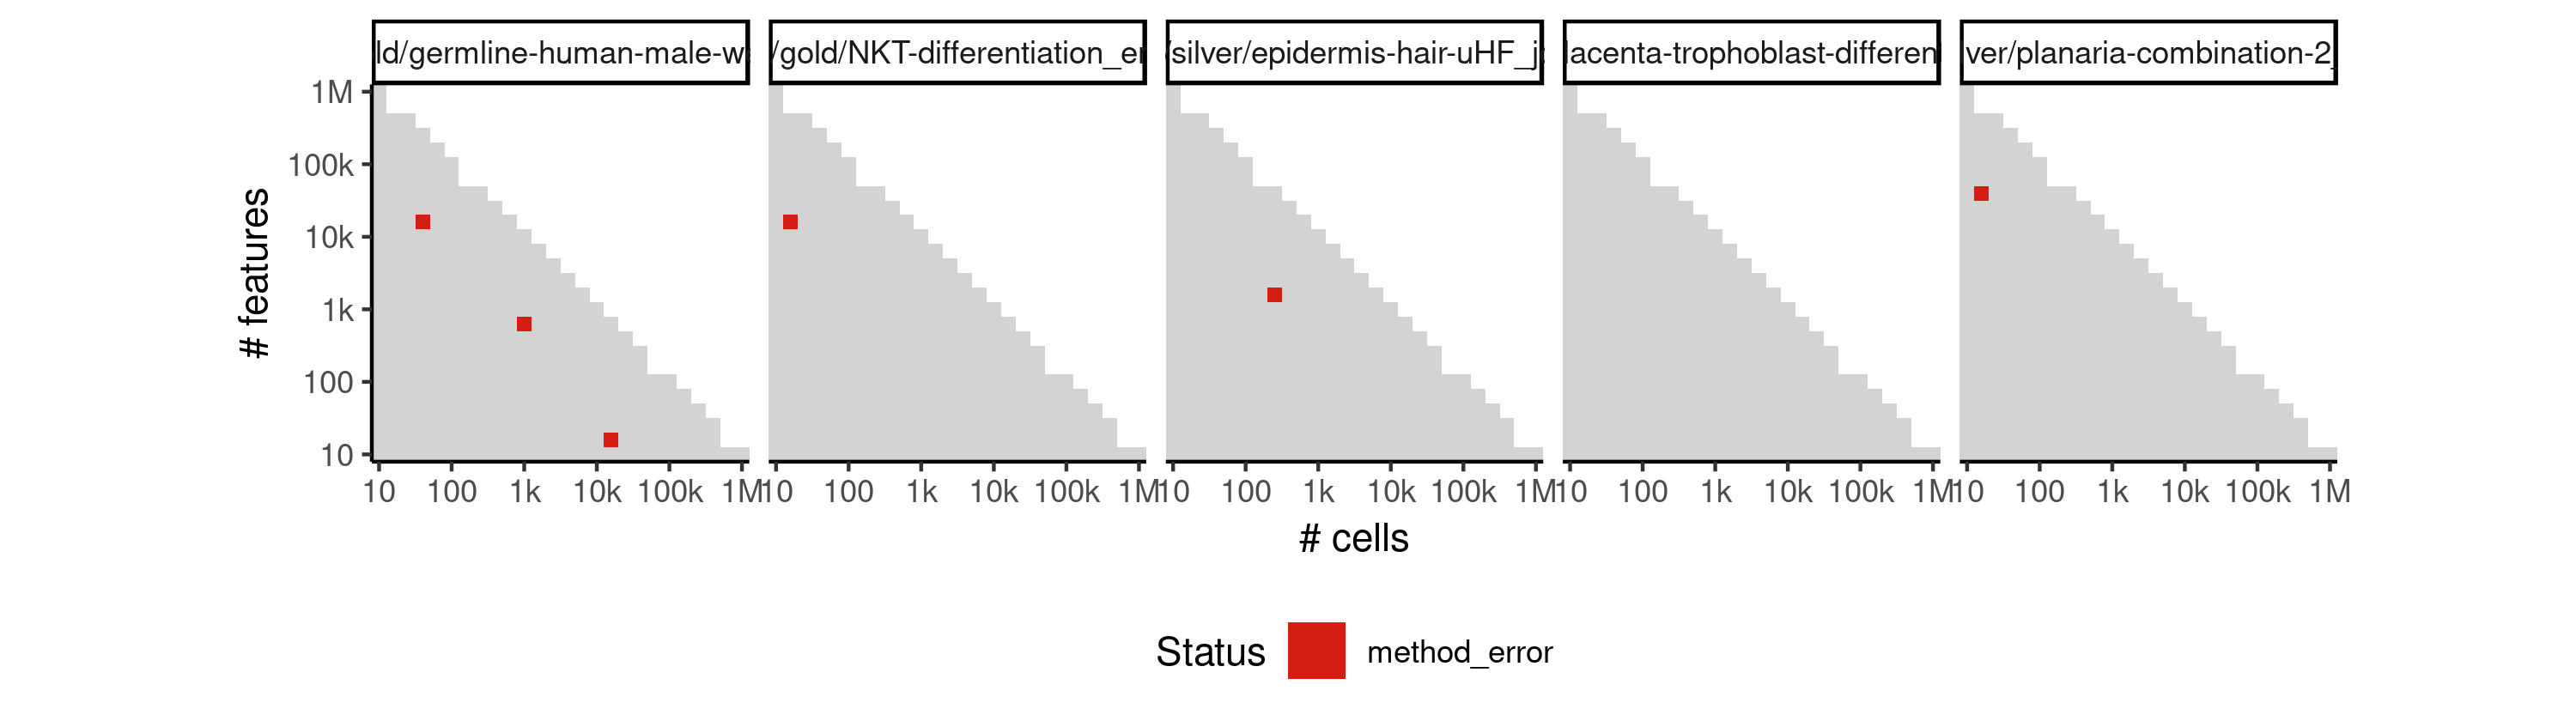 ld/germline-human-male-w
/gold/NKT-differentiation_e
/silver/epidermis-hair-uHF_j
lacenta-trophoblast-differen
ver/planaria-combination-2
# features
1M
100k
10k
1k
100
10
10 100 1k 10k 100k 1M
10 100 1k 10k 100k 1M
10 100 1k 10k 100k 1M
10 100 1k 10k 100k 1M
10 100 1k 10k 100k 1M
# cells
Status method_error